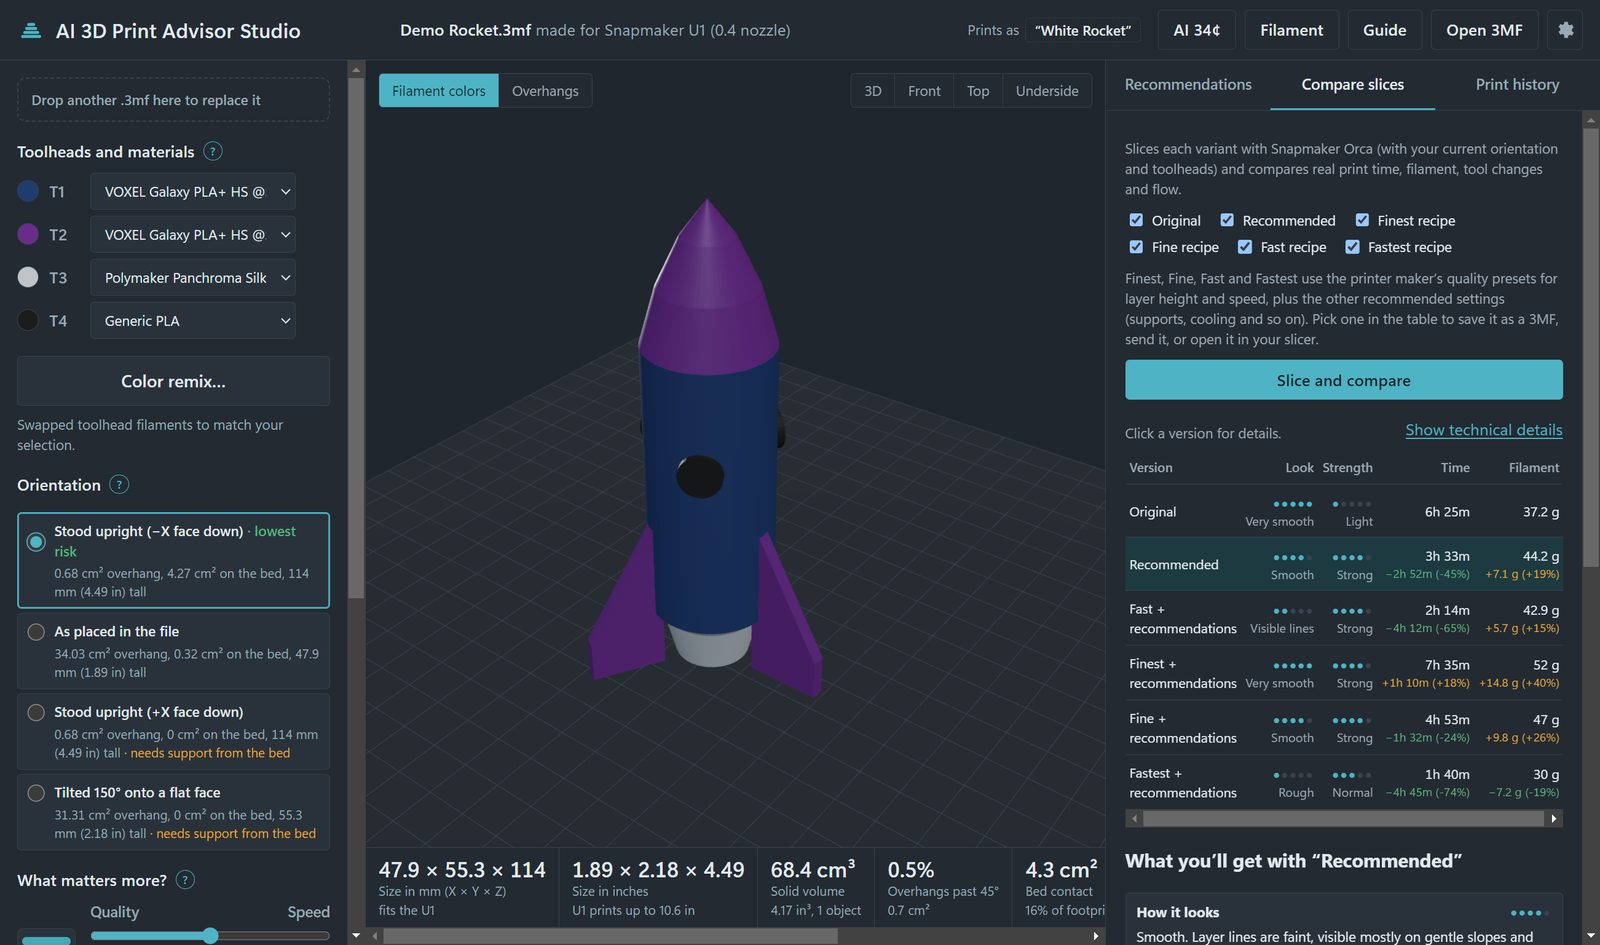 AI 3D Print Advisor Studio
Demo Rocket.3mf made for Snapmaker U1 (0.4 nozzle)
Prints as "White Rocket"
AI 34¢
Filament
Guide
Open 3MF
Drop another .3mf here to replace it
Toolheads and materials ?
T1 VOXEL Galaxy PLA+ HS @
T2 VOXEL Galaxy PLA+ HS @
T3 Polymaker Panchroma Silk
T4 Generic PLA
Color remix...
Swapped toolhead filaments to match your
selection.
Orientation ?
Stood upright (−X face down) · lowest
risk
0.68 cm² overhang, 4.27 cm² on the bed, 114
mm (4.49 in) tall
As placed in the file
34.03 cm² overhang, 0.32 cm² on the bed, 47.9
mm (1.89 in) tall
Stood upright (+X face down)
0.68 cm² overhang, 0 cm² on the bed, 114 mm
(4.49 in) tall · needs support from the bed
Tilted 150° onto a flat face
31.31 cm² overhang, 0 cm² on the bed, 55.3
mm (2.18 in) tall · needs support from the bed
What matters more? ?
Quality Speed
Filament colors
Overhangs
3D
Front
Top
Underside
47.9 × 55.3 × 114
Size in mm (X × Y × Z)
fits the U1
1.89 × 2.18 × 4.49
Size in inches
U1 prints up to 10.6 in
68.4 cm³
Solid volume
4.17 in³, 1 object
0.5%
Overhangs past 45°
0.7 cm²
4.3 cm²
Bed contact
16% of footpri
Recommendations
Compare slices
Print history
Slices each variant with Snapmaker Orca (with your current orientation
and toolheads) and compares real print time, filament, tool changes
and flow.
Original Recommended Finest recipe
Fine recipe Fast recipe Fastest recipe
Finest, Fine, Fast and Fastest use the printer maker's quality presets for
layer height and speed, plus the other recommended settings
(supports, cooling and so on). Pick one in the table to save it as a 3MF,
send it, or open it in your slicer.
Slice and compare
Click a version for details.
Show technical details
Version Look Strength Time Filament
Original Very smooth Light 6h 25m 37.2 g
Recommended Smooth Strong 3h 33m 44.2 g
−2h 52m (-45%) +7.1 g (+19%)
Fast + 2h 14m 42.9 g
recommendations Visible lines Strong −4h 12m (-65%) +5.7 g (+15%)
Finest + 7h 35m 52 g
recommendations Very smooth Strong +1h 10m (+18%) +14.8 g (+40%)
Fine + 4h 53m 47 g
recommendations Smooth Strong −1h 32m (-24%) +9.8 g (+26%)
Fastest + 1h 40m 30 g
recommendations Rough Normal −4h 45m (-74%) −7.2 g (-19%)
What you'll get with "Recommended"
How it looks
Smooth. Layer lines are faint, visible mostly on gentle slopes and